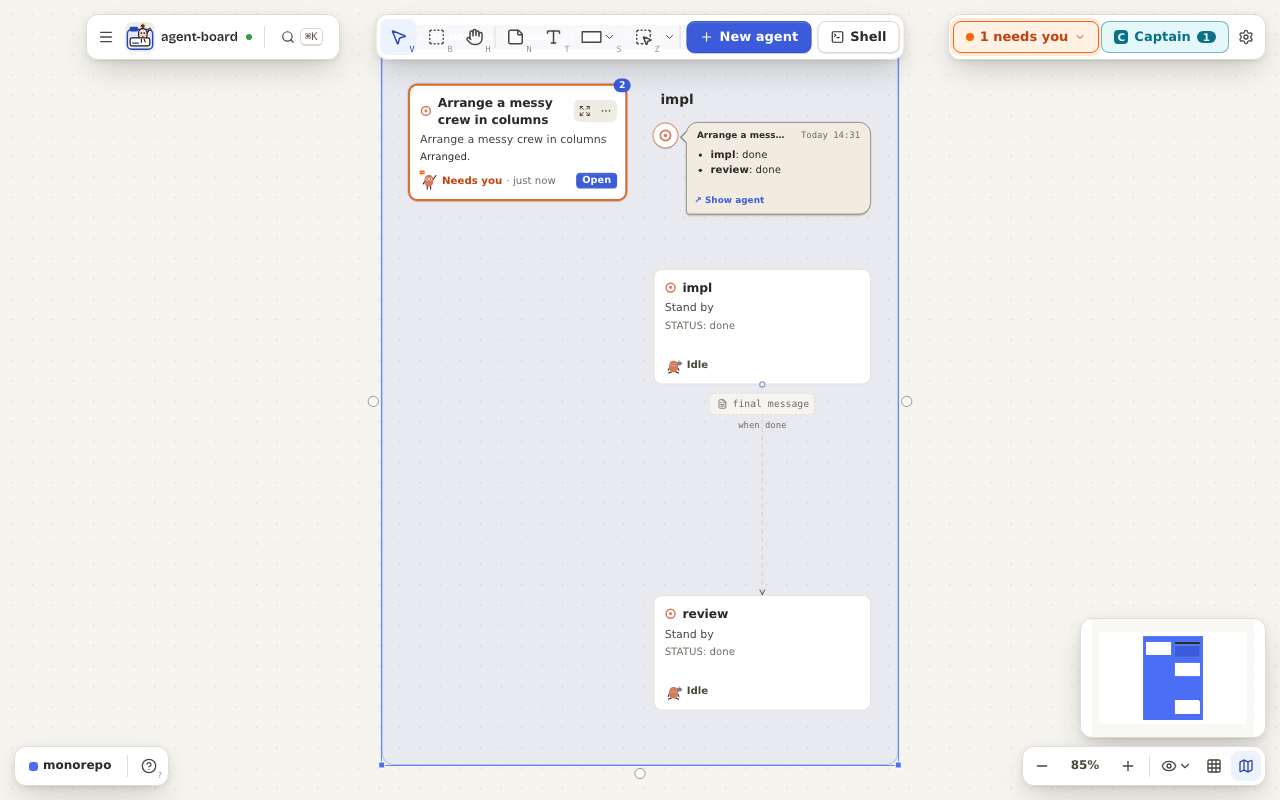 agent-board
⌘K
V
B
H
N
T
S
Z
+ New agent
Shell
1 needs you
C Captain 1
2
Arrange a messy
crew in columns
Arrange a messy crew in columns
Arranged.
Needs you · just now
Open
impl
Arrange a mess…
Today 14:31
• impl: done
• review: done
↗ Show agent
impl
Stand by
STATUS: done
Idle
final message
when done
review
Stand by
STATUS: done
Idle
monorepo
?
85%